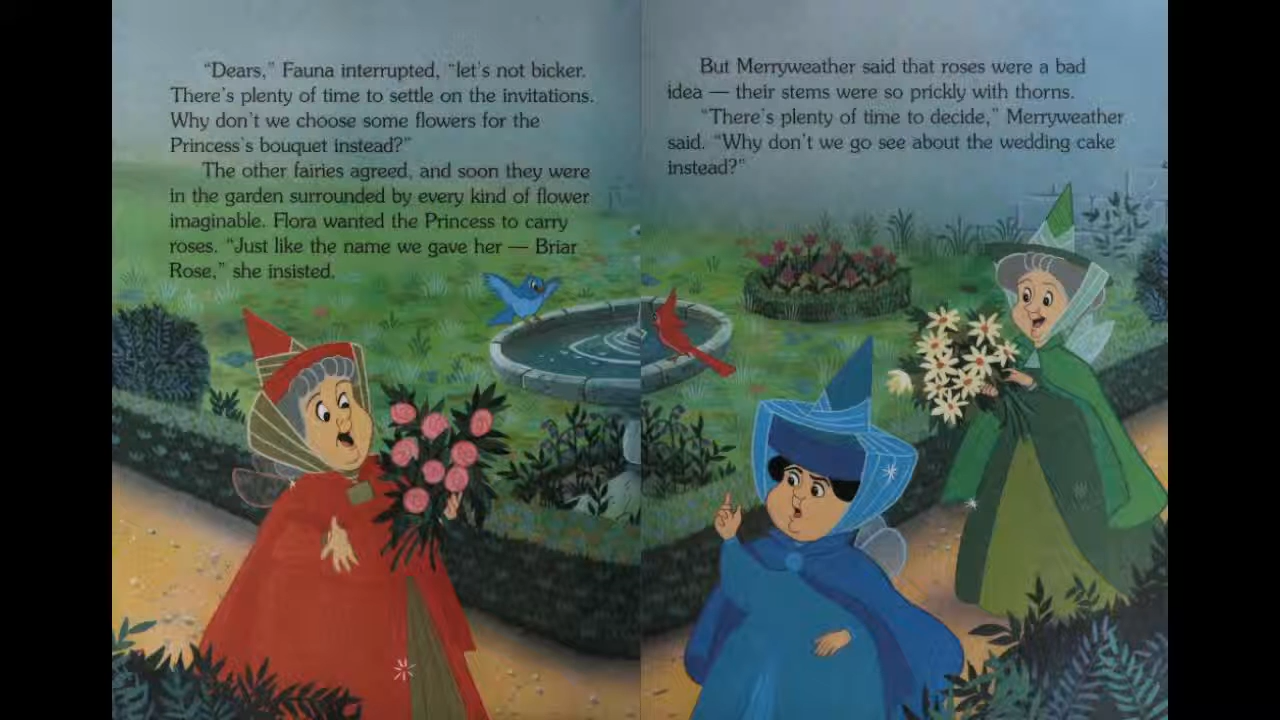 “Dears,” Fauna interrupted, “let's not bicker.
There's plenty of time to settle on the invitations.
Why don't we choose some flowers for the
Princess's bouquet instead?”
The other fairies agreed, and soon they were
in the garden surrounded by every kind of flower
imaginable. Flora wanted the Princess to carry
roses. “Just like the name we gave her — Briar
Rose,” she insisted.
But Merryweather said that roses were a bad
idea — their stems were so prickly with thorns.
“There's plenty of time to decide,” Merryweather
said. “Why don't we go see about the wedding cake
instead?”